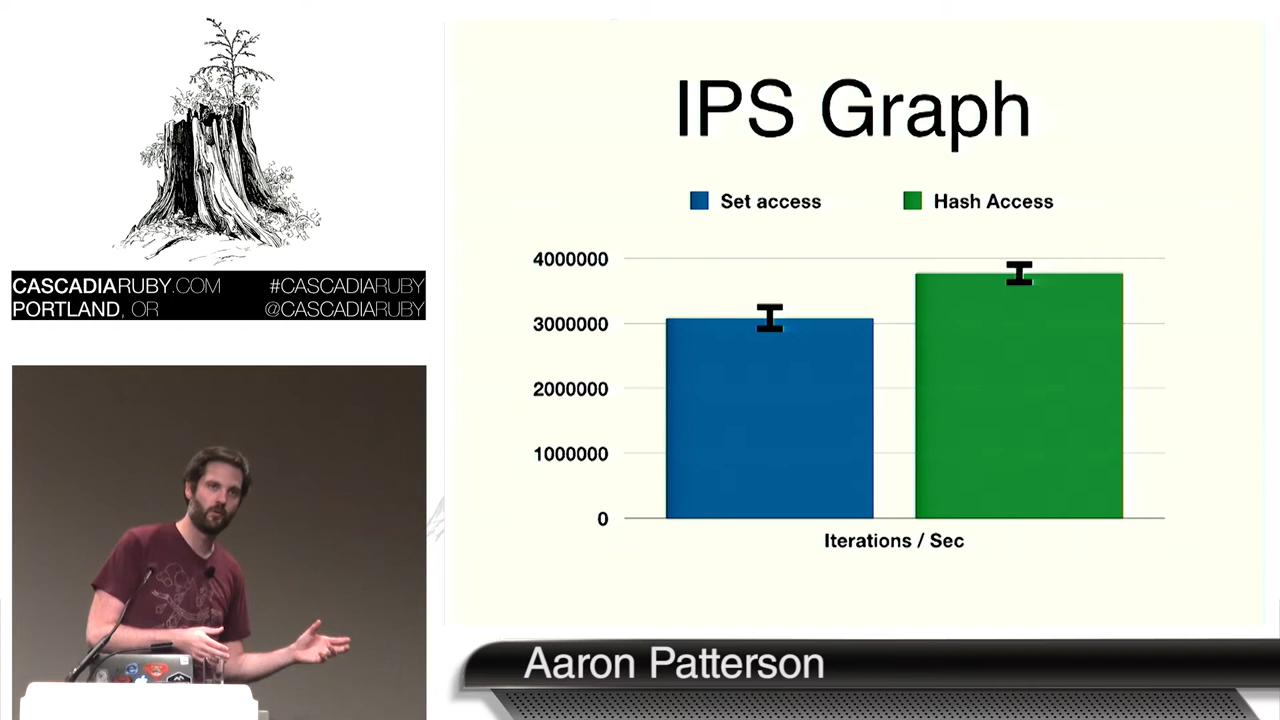 CASCADIARUBY.COM #CASCADIARUBY
PORTLAND, OR @CASCADIARUBY
IPS Graph
Set access Hash Access
4000000
3000000
2000000
1000000
0
Iterations / Sec
Aaron Patterson